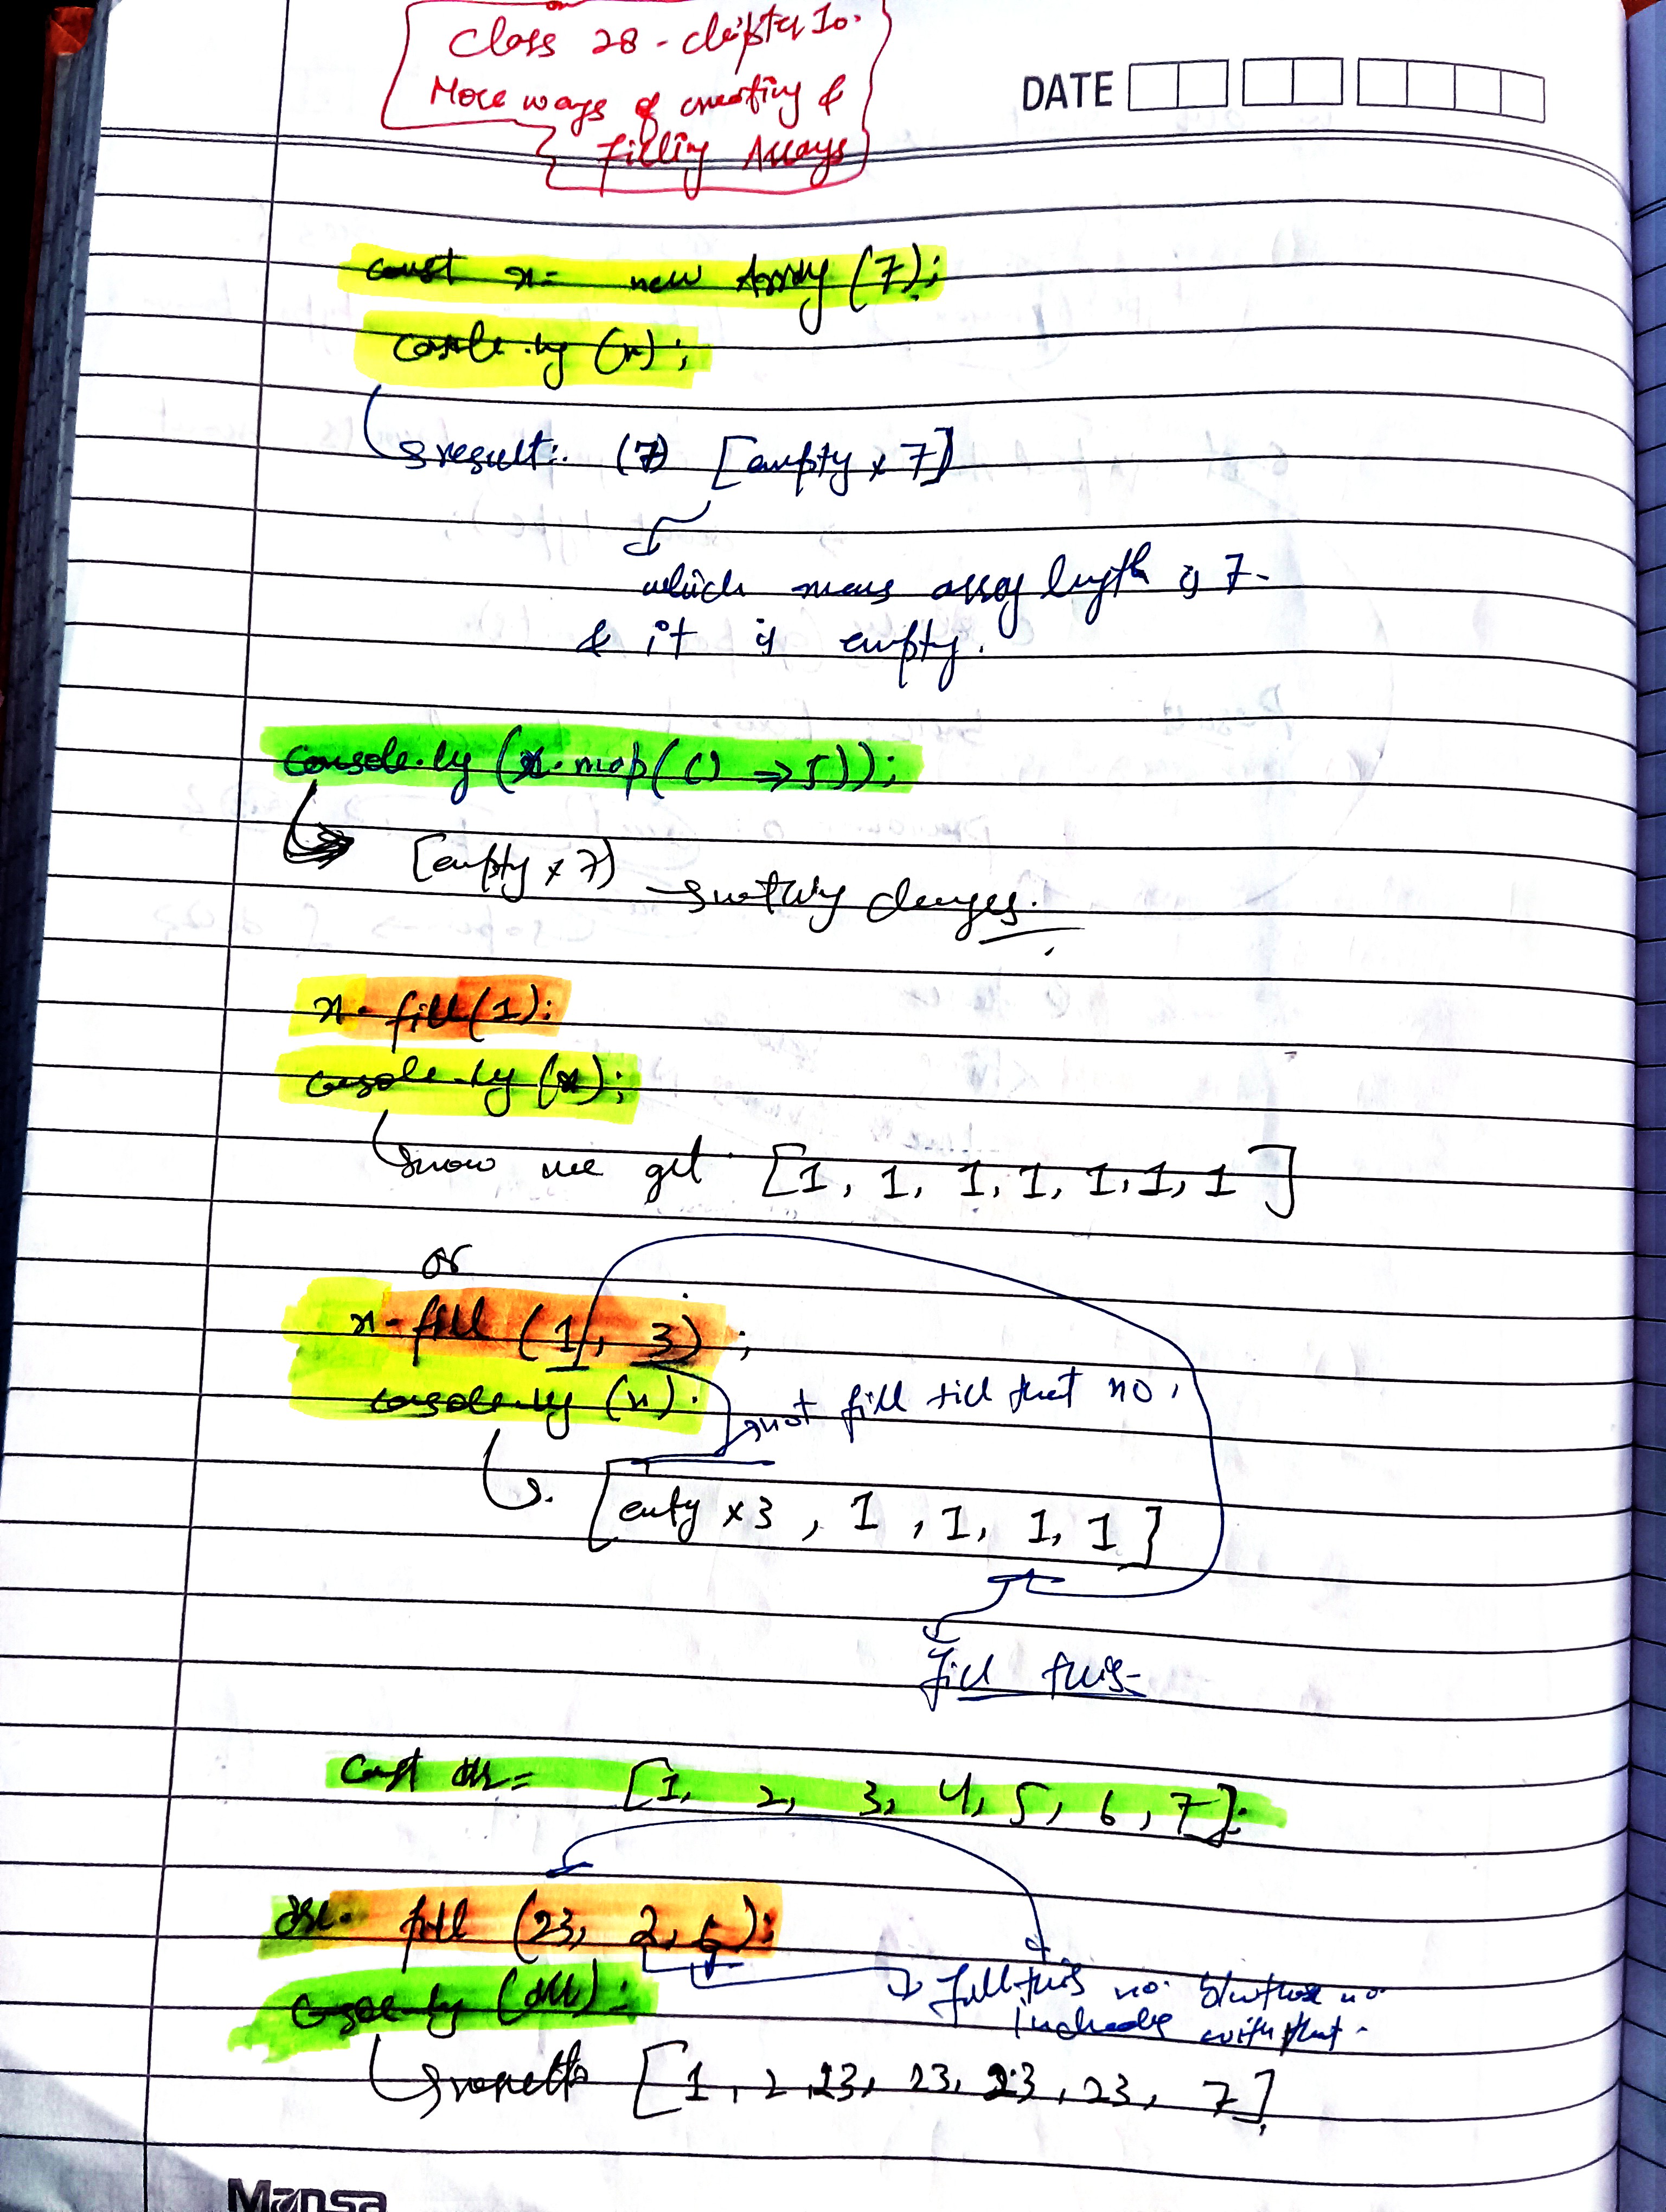 Class 28 - chapter 10.
More ways of creating &
filling Arrays
DATE
const x = new Array (7);
console.log (x);
result:. (7) [empty x 7]
which means array length is 7.
& it is empty.
console.log (x.map(() => 5));
[empty x 7) nothing changes.
x. fill(1);
console.log (x);
now we get [1, 1, 1, 1, 1, 1, 1]
or
x. fill (1, 3);
console.log (x).
not fill till that no.
[empty x 3, 1, 1, 1, 1]
fill this
const arr = [1, 2, 3, 4, 5, 6, 7];
arr. fill (23, 2, 6);
console.log (arr);
fill this no. b/w these no.
include with that.
result [1, 2, 23, 23, 23, 23, 7]
Mansa